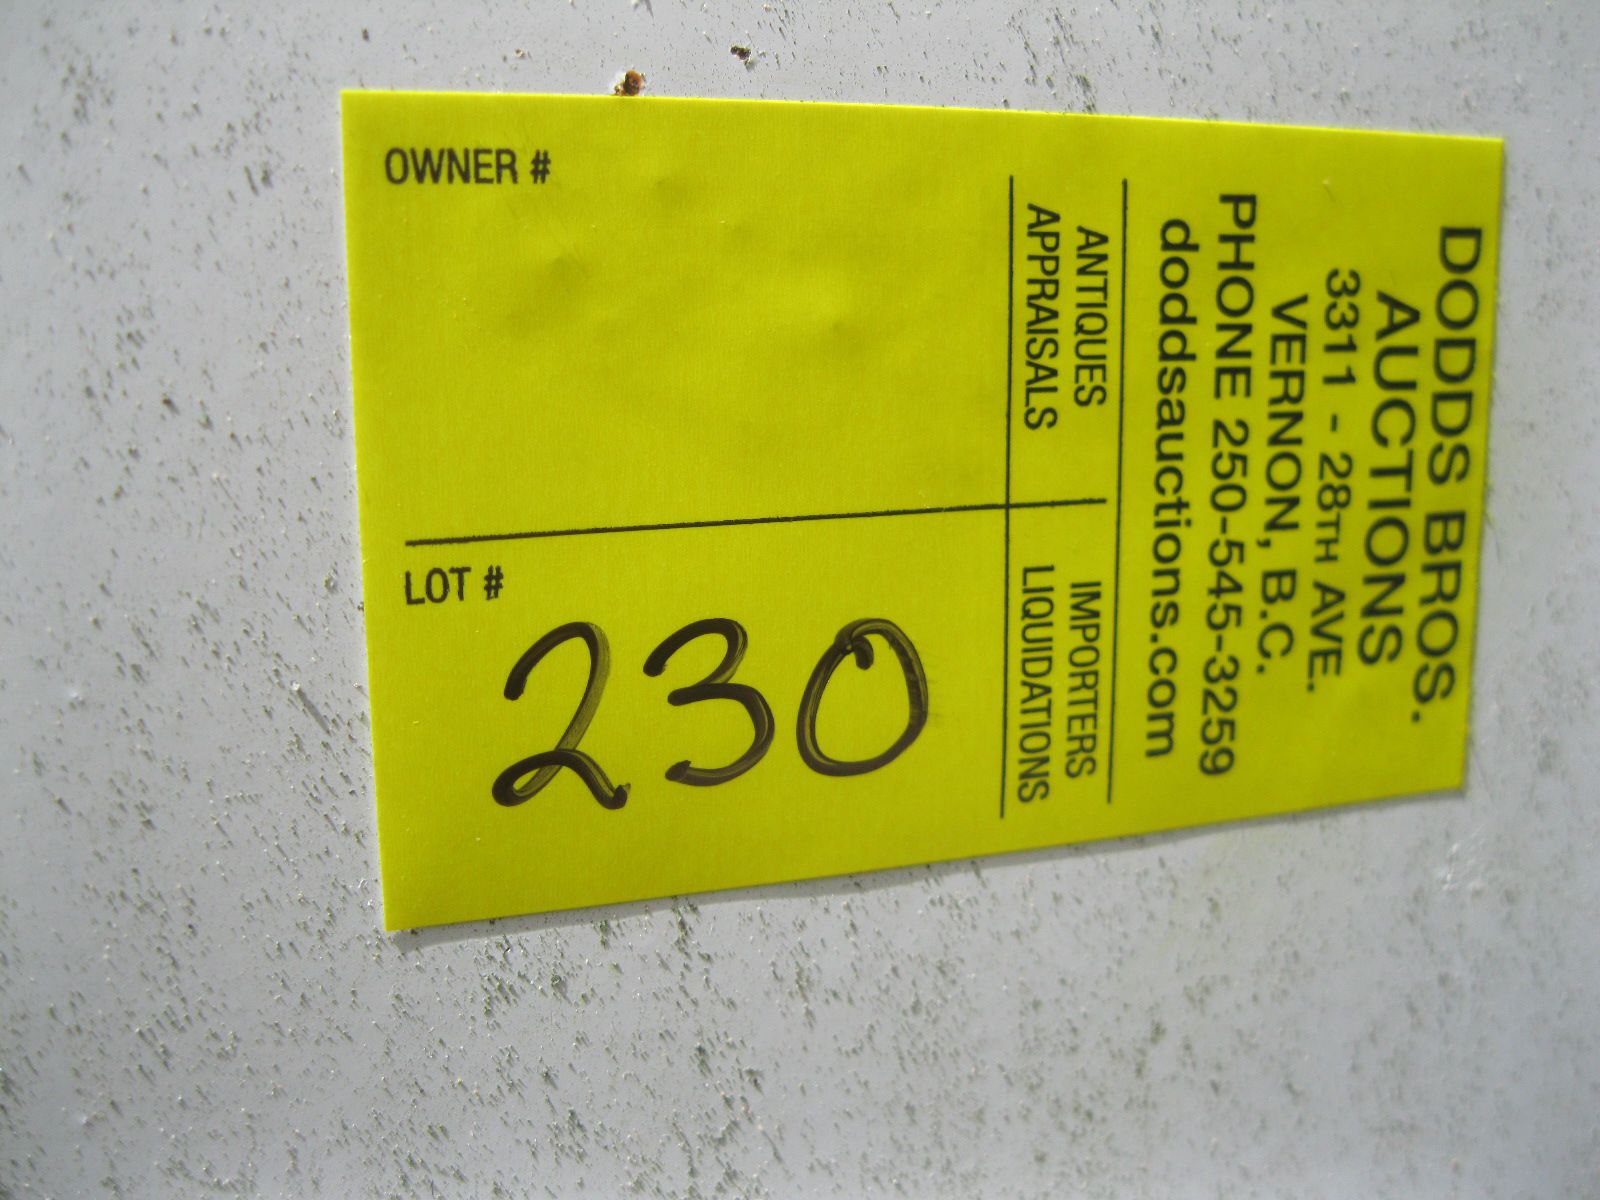 DODDS BROS.
AUCTIONS
3311 - 28TH AVE.
VERNON, B.C.
PHONE 250-545-3259
doddsauctions.com
ANTIQUES
APPRAISALS
IMPORTERS
LIQUIDATIONS
OWNER #
LOT #
230